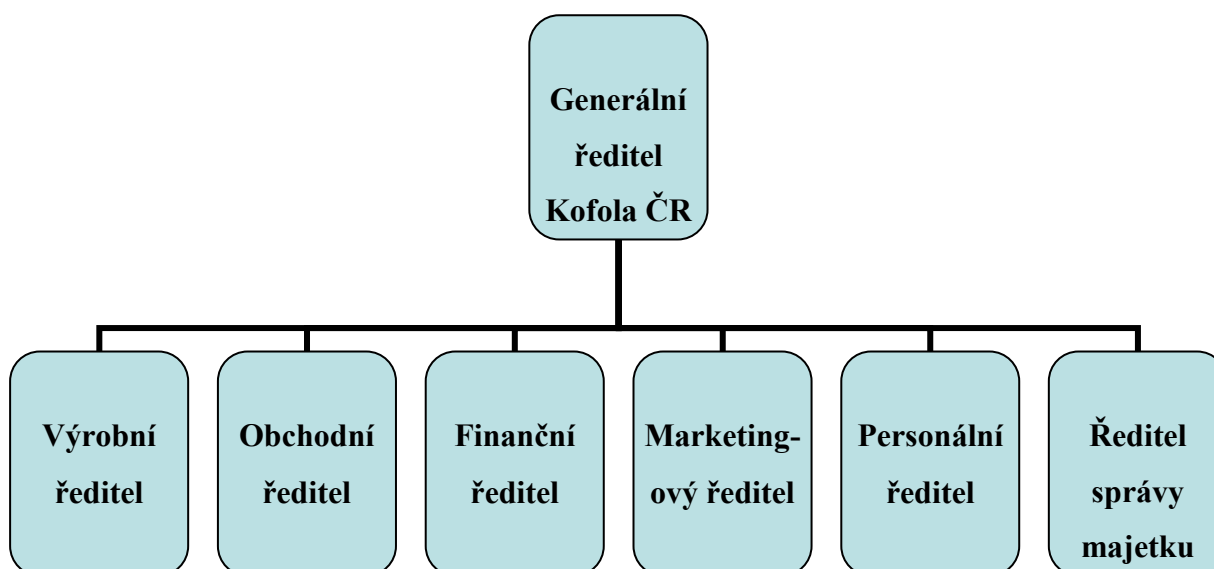 Generální
ředitel
Kofola ČR
Výrobní
ředitel
Obchodní
ředitel
Finanční
ředitel
Marketing-
ový ředitel
Personální
ředitel
Ředitel
správy
majetku